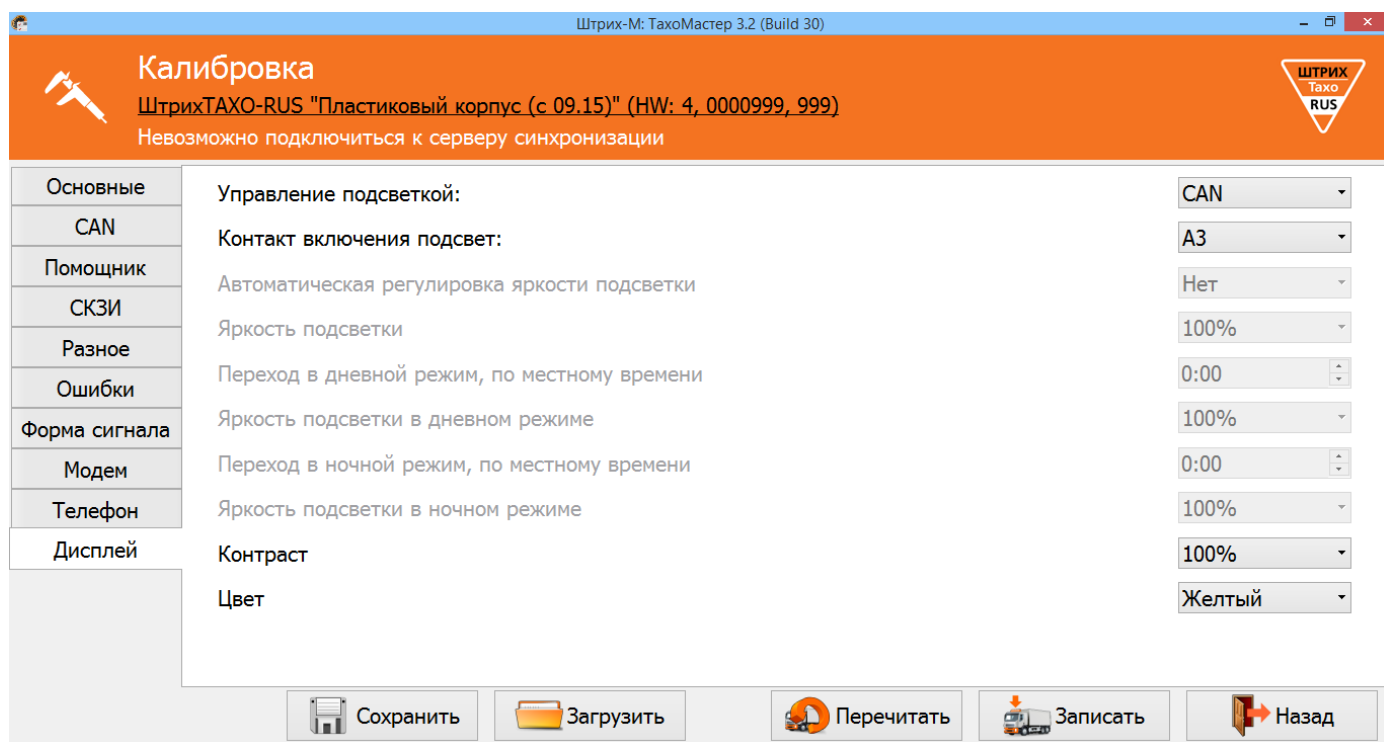 Штрих-М: ТахоМастер 3.2 (Build 30)
Калибровка
ШтрихТАХО-RUS "Пластиковый корпус (с 09.15)" (HW: 4, 0000999, 999)
Невозможно подключиться к серверу синхронизации
ШТРИХ
Тахо
RUS
Основные
CAN
Помощник
СКЗИ
Разное
Ошибки
Форма сигнала
Модем
Телефон
Дисплей
Управление подсветкой: CAN
Контакт включения подсвет: A3
Автоматическая регулировка яркости подсветки Нет
Яркость подсветки 100%
Переход в дневной режим, по местному времени 0:00
Яркость подсветки в дневном режиме 100%
Переход в ночной режим, по местному времени 0:00
Яркость подсветки в ночном режиме 100%
Контраст 100%
Цвет Желтый
Сохранить Загрузить Перечитать Записать Назад